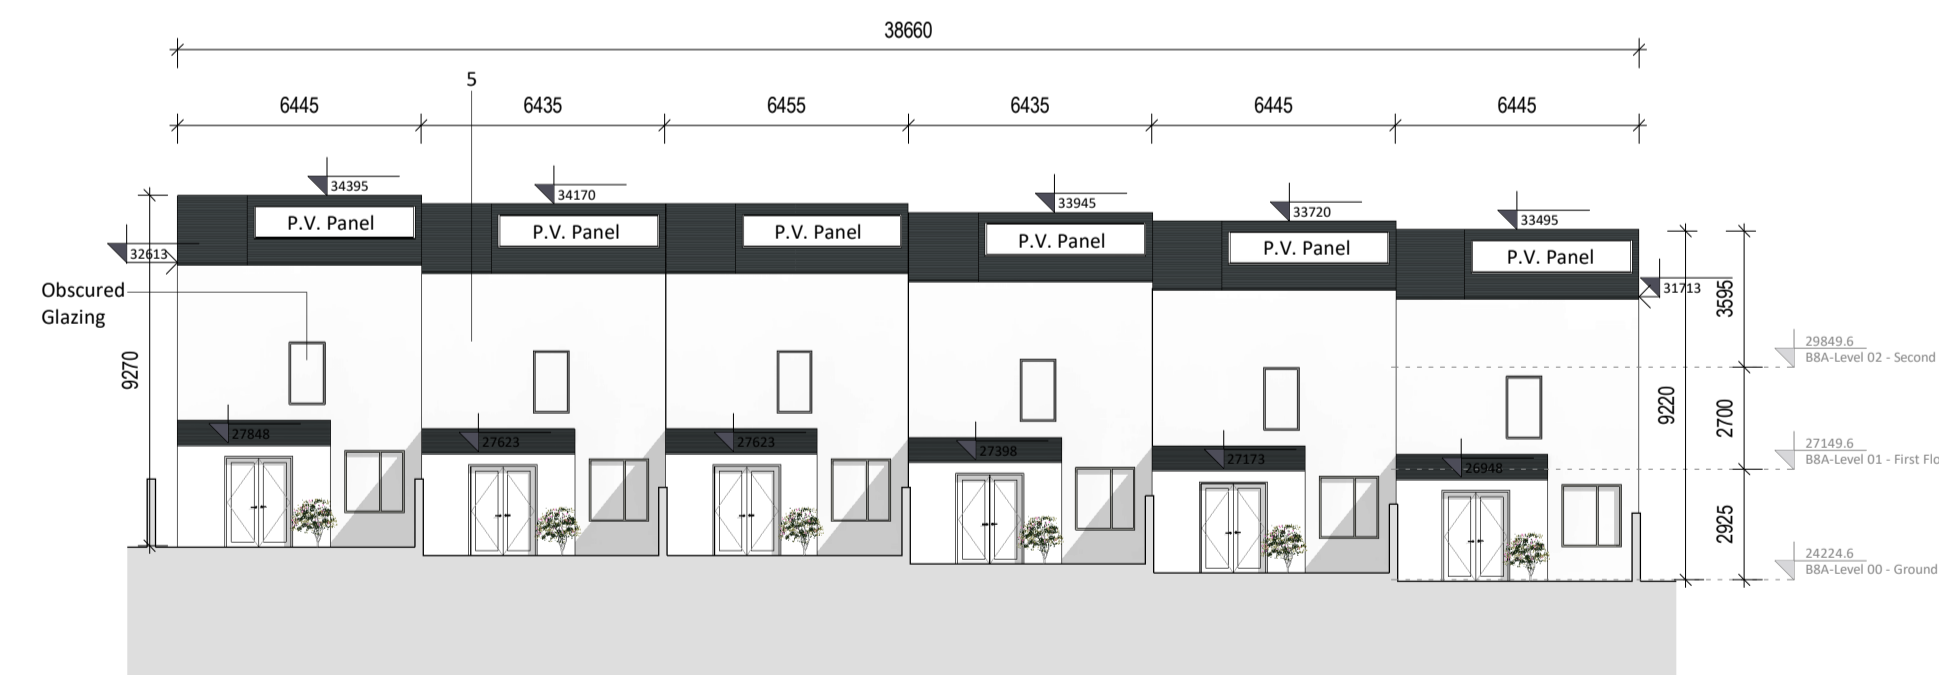 38660
5
6445
6435
6455
6435
6445
6445
34395
34170
33945
33720
33495
P.V. Panel
P.V. Panel
P.V. Panel
P.V. Panel
P.V. Panel
P.V. Panel
32613
31713
Obscured
Glazing
3595
29849.6
B8A-Level 02 - Second
9270
9220
2700
27848
27623
27623
27398
27173
26948
27149.6
B8A-Level 01 - First Flo
2925
24224.6
B8A-Level 00 - Ground